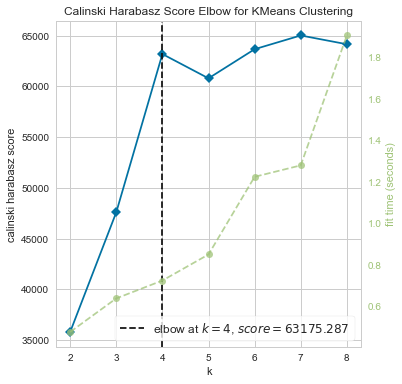 Calinski Harabasz Score Elbow for KMeans Clustering
calinski harabasz score
65000
60000
55000
50000
45000
40000
35000
fit time (seconds)
1.8
1.6
1.4
1.2
1.0
0.8
0.6
elbow at k = 4, score = 63175.287
2 3 4 5 6 7 8
k